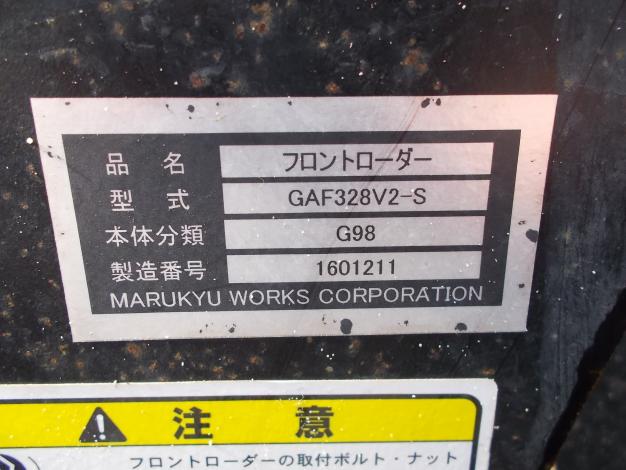 品名 フロントローダー
型式 GAF328V2-S
本体分類 G98
製造番号 1601211
MARUKYU WORKS CORPORATION
注意
フロントローダーの取付ボルト・ナット